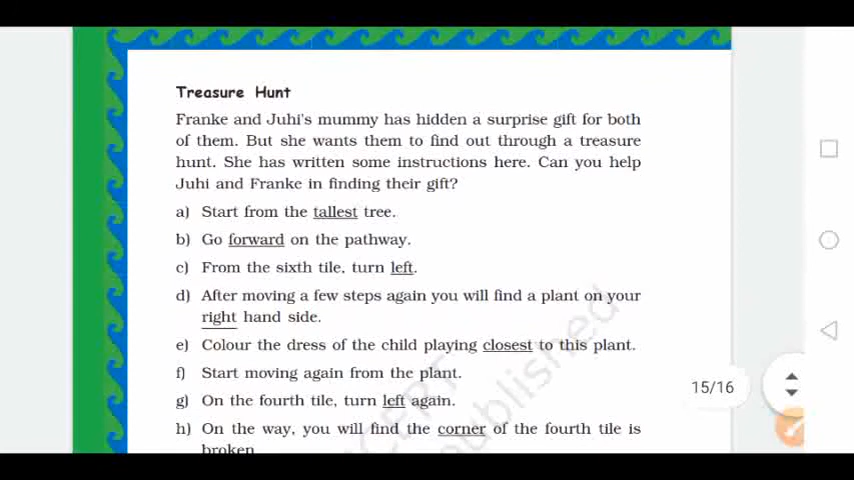 Treasure Hunt
Franke and Juhi's mummy has hidden a surprise gift for both
of them. But she wants them to find out through a treasure
hunt. She has written some instructions here. Can you help
Juhi and Franke in finding their gift?
a) Start from the tallest tree.
b) Go forward on the pathway.
c) From the sixth tile, turn left.
d) After moving a few steps again you will find a plant on your
right hand side.
e) Colour the dress of the child playing closest to this plant.
f) Start moving again from the plant.
15/16
g) On the fourth tile, turn left again.
h) On the way, you will find the corner of the fourth tile is
broken
NCERT
published